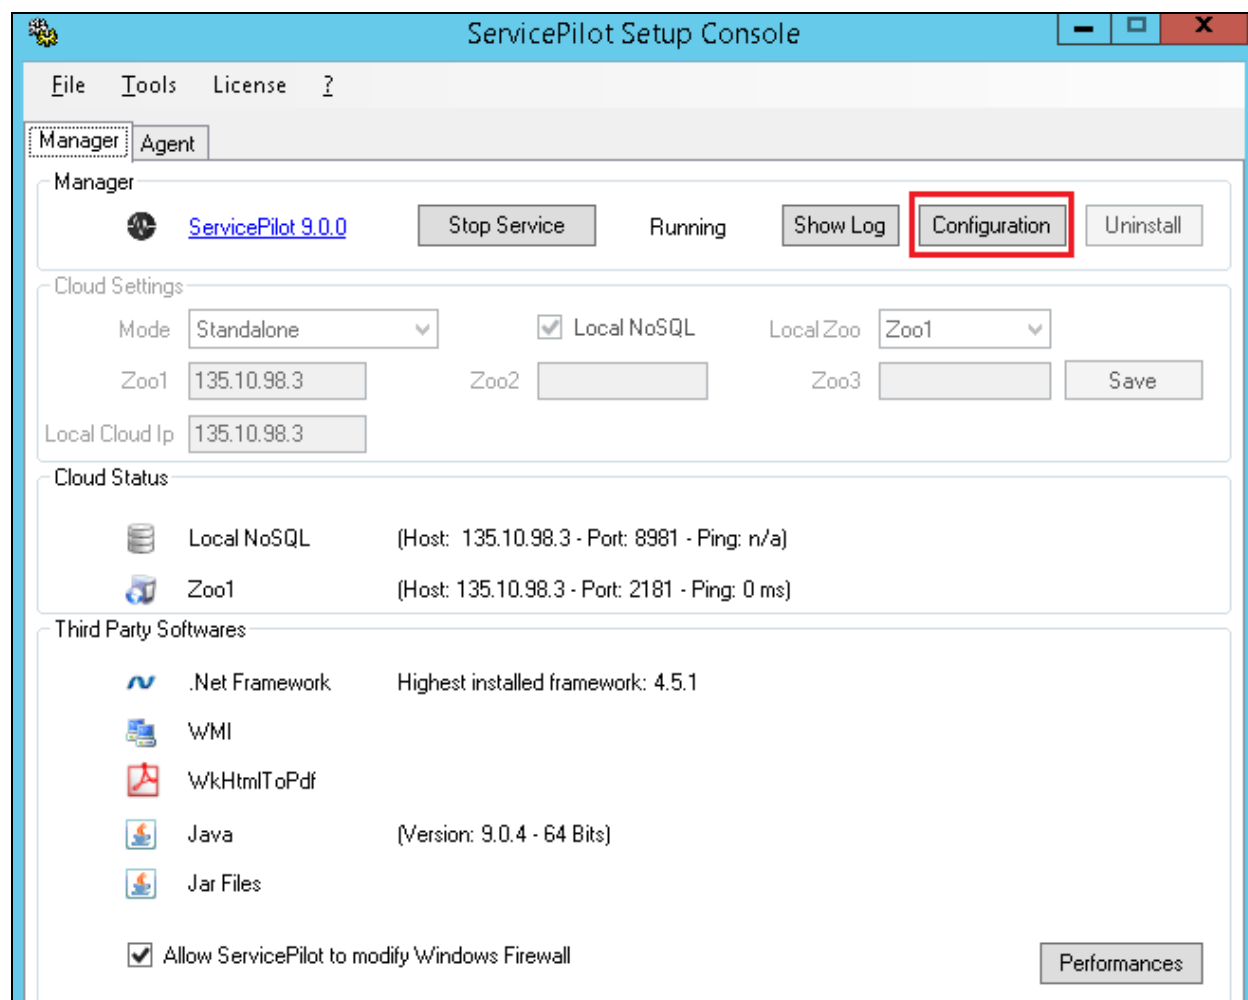 ServicePilot Setup Console
File Tools License ?
Manager Agent
Manager
ServicePilot 9.0.0 Stop Service Running Show Log Configuration Uninstall
Cloud Settings
Mode Standalone Local NoSQL Local Zoo Zoo1
Zoo1 135.10.98.3 Zoo2 Zoo3 Save
Local Cloud Ip 135.10.98.3
Cloud Status
Local NoSQL (Host: 135.10.98.3 - Port: 8981 - Ping: n/a)
Zoo1 (Host: 135.10.98.3 - Port: 2181 - Ping: 0 ms)
Third Party Softwares
.Net Framework Highest installed framework: 4.5.1
WMI
WkHtmlToPdf
Java (Version: 9.0.4 - 64 Bits)
Jar Files
Allow ServicePilot to modify Windows Firewall
Performances